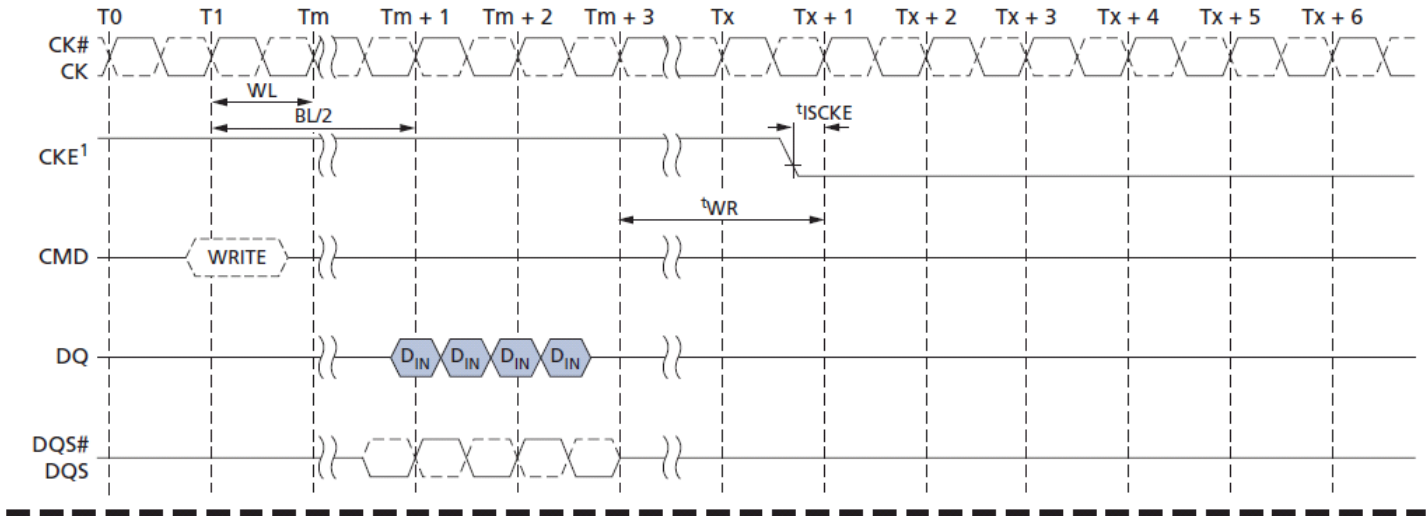 T0 T1 Tm Tm + 1 Tm + 2 Tm + 3 Tx Tx + 1 Tx + 2 Tx + 3 Tx + 4 Tx + 5 Tx + 6
CK#
CK
WL
BL/2
tISCKE
CKE1
tWR
CMD WRITE
DQ DIN DIN DIN DIN
DQS#
DQS